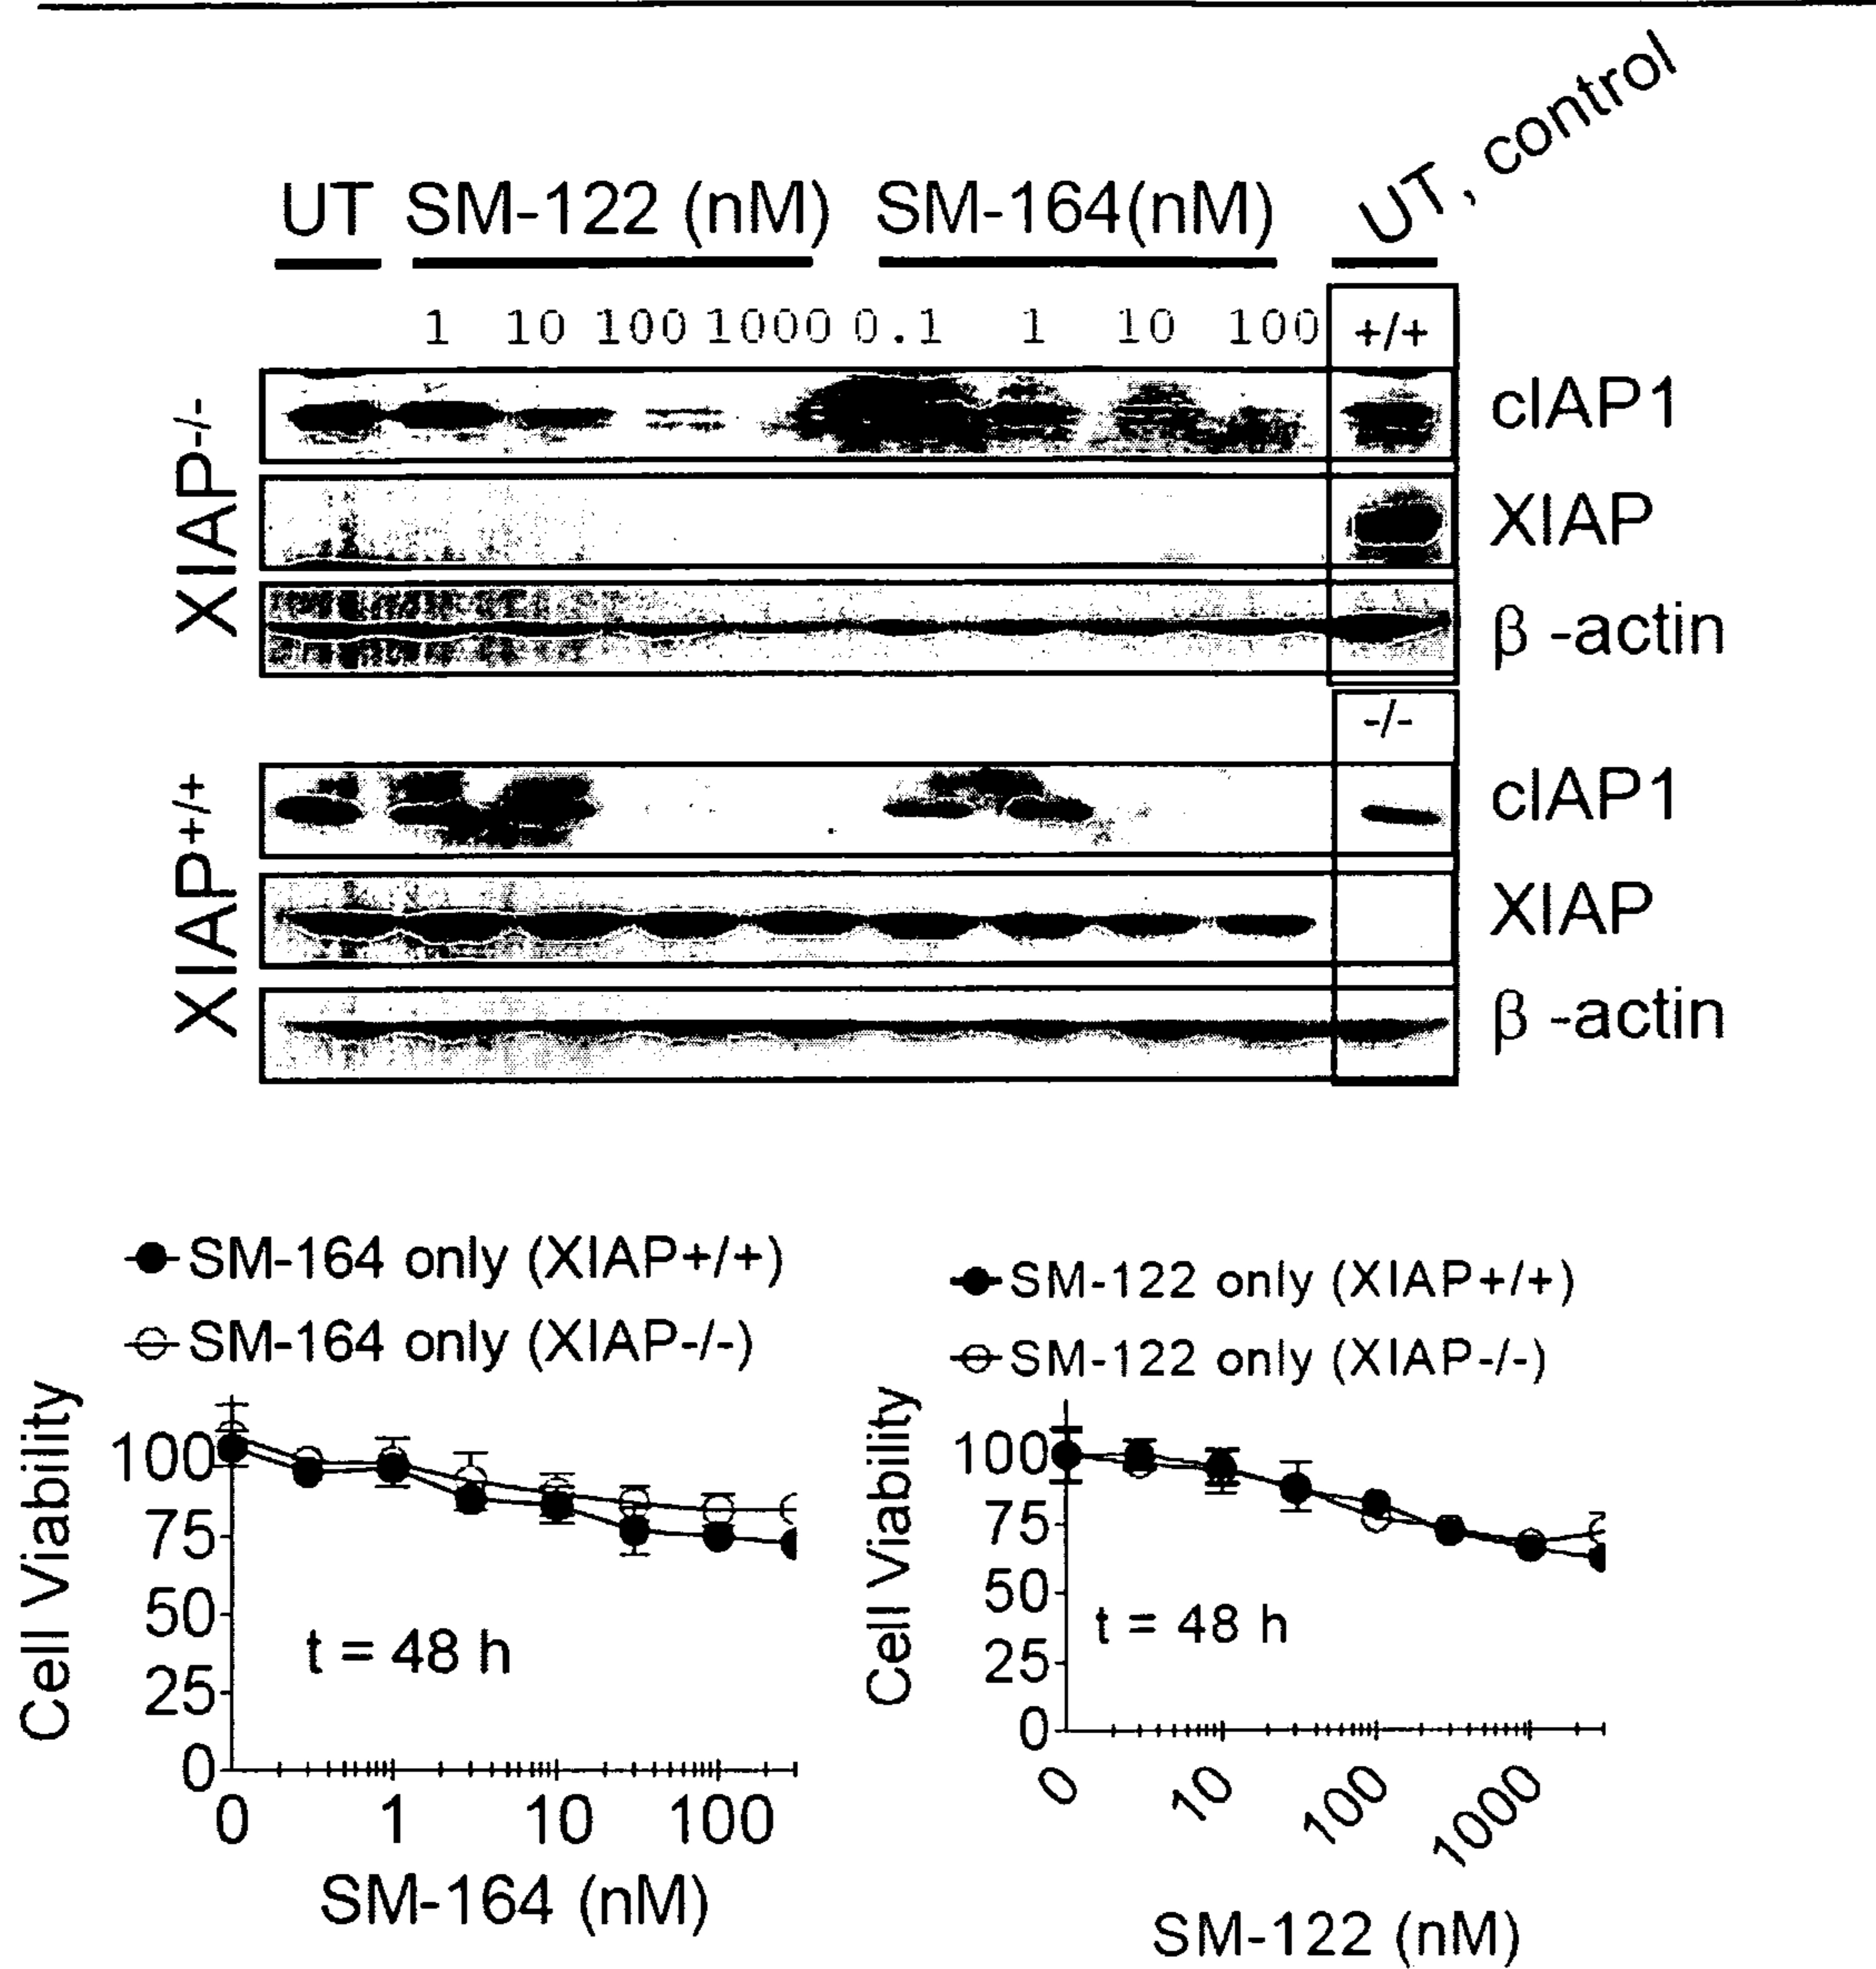 UT SM-122 (nM) SM-164(nM) UT, control
1 10 100 1000 0.1 1 10 100 +/+
XIAP-/-
cIAP1
XIAP
β -actin
-/-
XIAP+/+
cIAP1
XIAP
β -actin
SM-164 only (XIAP+/+)
SM-164 only (XIAP-/-)
Cell Viability
100
75
50
25
0
t = 48 h
0 1 10 100
SM-164 (nM)
SM-122 only (XIAP+/+)
SM-122 only (XIAP-/-)
Cell Viability
100
75
50
25
0
t = 48 h
0 10 100 1000
SM-122 (nM)